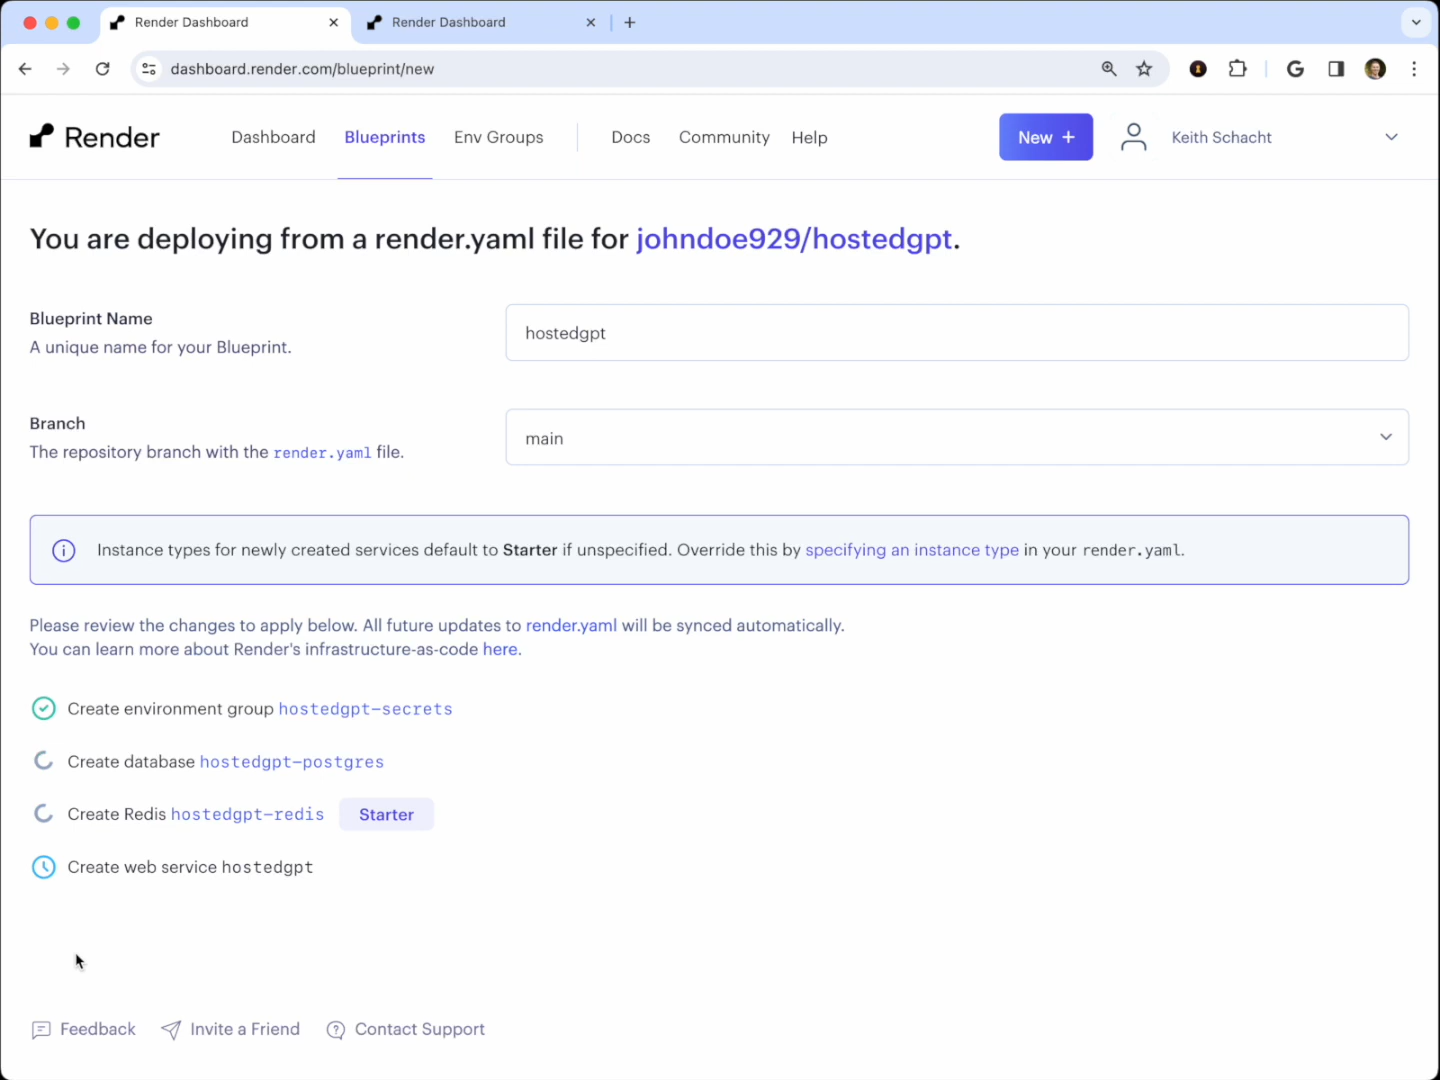 Render Dashboard
Render Dashboard
dashboard.render.com/blueprint/new
Render
Dashboard
Blueprints
Env Groups
Docs
Community
Help
New +
Keith Schacht
You are deploying from a render.yaml file for johndoe929/hostedgpt.
Blueprint Name
A unique name for your Blueprint.
hostedgpt
Branch
The repository branch with the render.yaml file.
main
Instance types for newly created services default to Starter if unspecified. Override this by specifying an instance type in your render.yaml.
Please review the changes to apply below. All future updates to render.yaml will be synced automatically.
You can learn more about Render's infrastructure-as-code here.
Create environment group hostedgpt-secrets
Create database hostedgpt-postgres
Create Redis hostedgpt-redis Starter
Create web service hostedgpt
Feedback
Invite a Friend
Contact Support